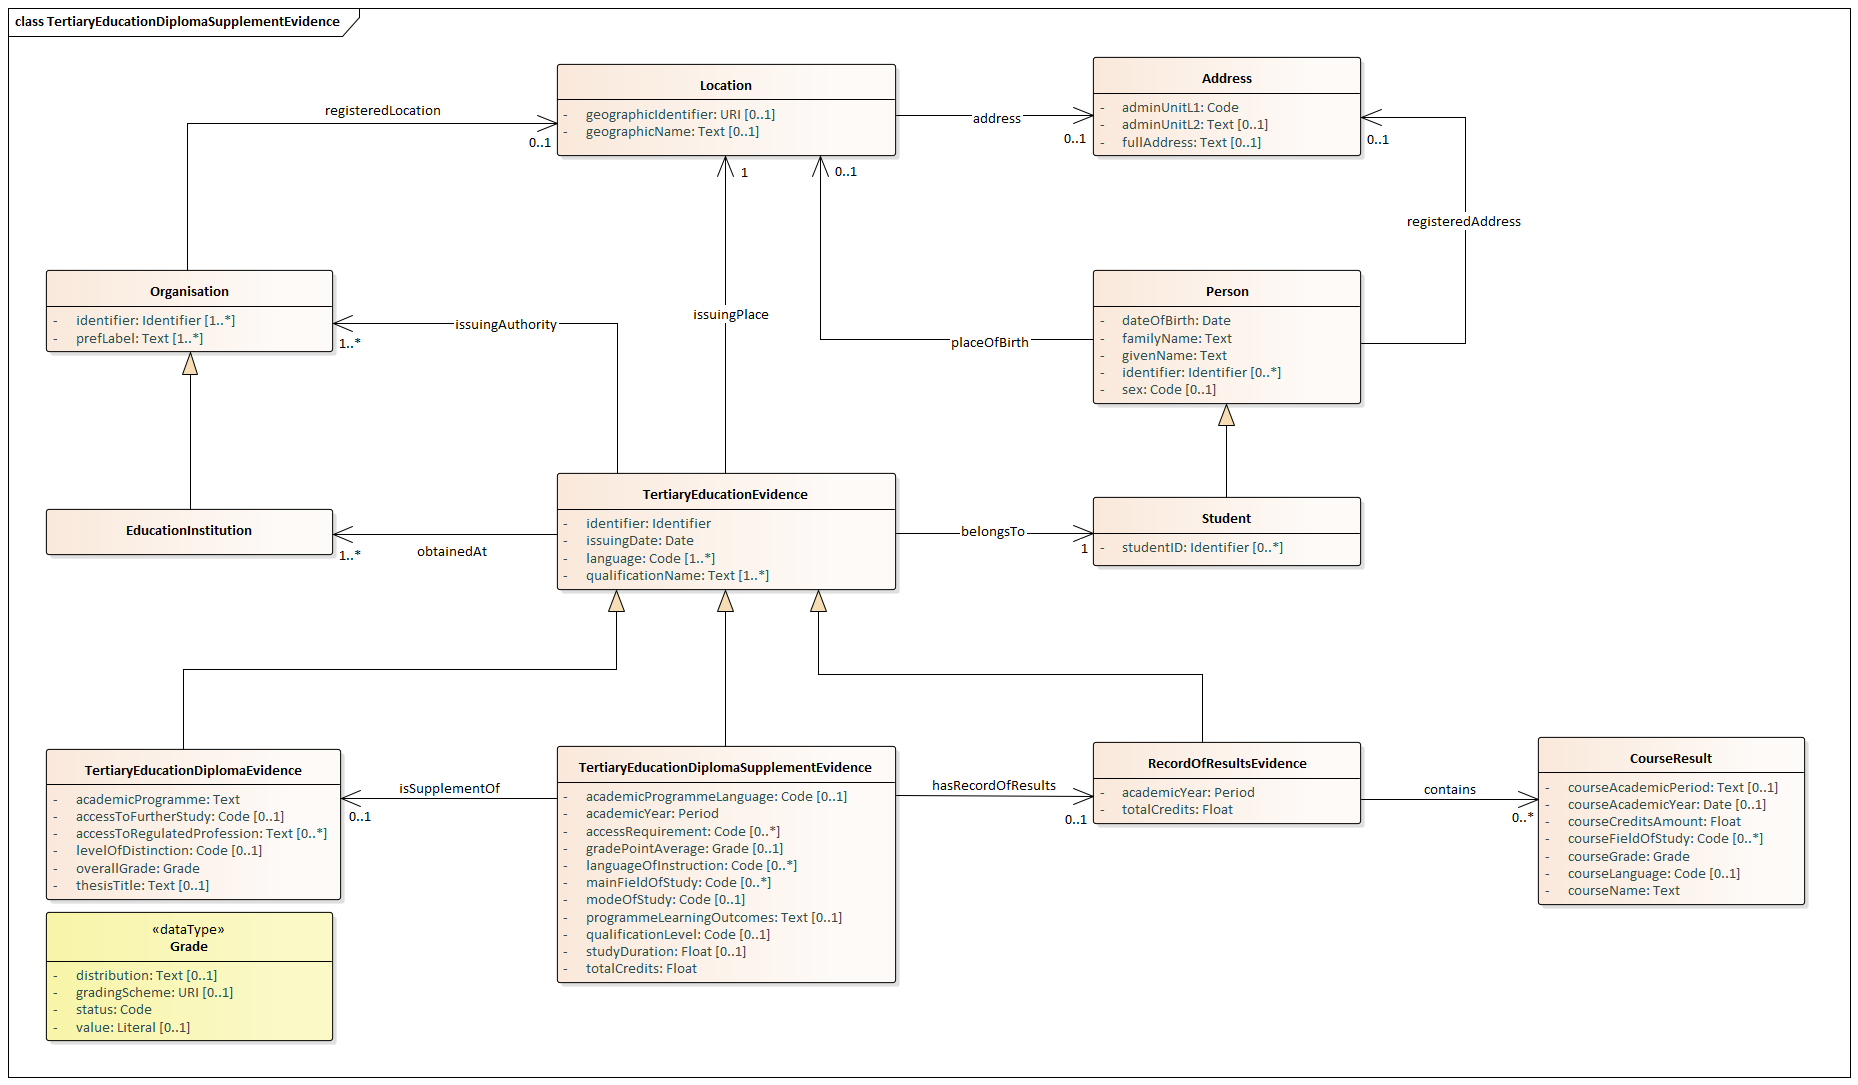 class TertiaryEducationDiplomaSupplementEvidence
Location
- geographicIdentifier: URI [0..1]
- geographicName: Text [0..1]
Address
- adminUnitL1: Code
- adminUnitL2: Text [0..1]
- fullAddress: Text [0..1]
registeredLocation
0..1
address
0..1
0..1
1
0..1
registeredAddress
Organisation
- identifier: Identifier [1..*]
- prefLabel: Text [1..*]
issuingAuthority
1..*
issuingPlace
placeOfBirth
Person
- dateOfBirth: Date
- familyName: Text
- givenName: Text
- identifier: Identifier [0..*]
- sex: Code [0..1]
EducationInstitution
1..*
obtainedAt
TertiaryEducationEvidence
- identifier: Identifier
- issuingDate: Date
- language: Code [1..*]
- qualificationName: Text [1..*]
belongsTo
1
Student
- studentID: Identifier [0..*]
TertiaryEducationDiplomaEvidence
- academicProgramme: Text
- accessToFurtherStudy: Code [0..1]
- accessToRegulatedProfession: Text [0..*]
- levelOfDistinction: Code [0..1]
- overallGrade: Grade
- thesisTitle: Text [0..1]
isSupplementOf
0..1
TertiaryEducationDiplomaSupplementEvidence
- academicProgrammeLanguage: Code [0..1]
- academicYear: Period
- accessRequirement: Code [0..*]
- gradePointAverage: Grade [0..1]
- languageOfInstruction: Code [0..*]
- mainFieldOfStudy: Code [0..*]
- modeOfStudy: Code [0..1]
- programmeLearningOutcomes: Text [0..1]
- qualificationLevel: Code [0..1]
- studyDuration: Float [0..1]
- totalCredits: Float
hasRecordOfResults
0..1
RecordOfResultsEvidence
- academicYear: Period
- totalCredits: Float
contains
0..*
CourseResult
- courseAcademicPeriod: Text [0..1]
- courseAcademicYear: Date [0..1]
- courseCreditsAmount: Float
- courseFieldOfStudy: Code [0..*]
- courseGrade: Grade
- courseLanguage: Code [0..1]
- courseName: Text
«dataType»
Grade
- distribution: Text [0..1]
- gradingScheme: URI [0..1]
- status: Code
- value: Literal [0..1]